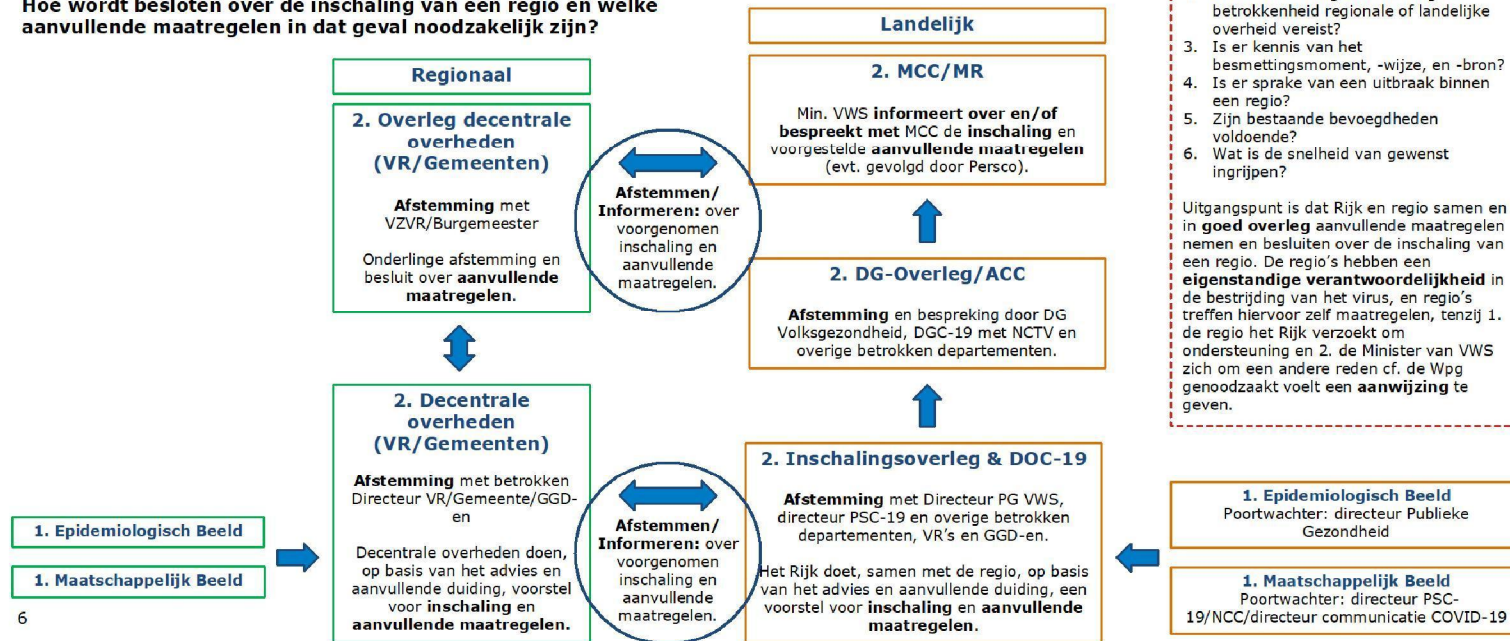 Hoe wordt besloten over de inschaling van een regio en welke
aanvullende maatregelen in dat geval noodzakelijk zijn?
Regionaal
2. Overleg decentrale
overheden
(VR/Gemeenten)
Afstemming met
VZVR/Burgemeester
Onderlinge afstemming en
besluit over aanvullende
maatregelen.
2. Decentrale
overheden
(VR/Gemeenten)
Afstemming met betrokken
Directeur VR/Gemeente/GGD-
en
Decentrale overheden doen,
op basis van het advies en
aanvullende duiding, voorstel
voor inschaling en
aanvullende maatregelen.
1. Epidemiologisch Beeld
1. Maatschappelijk Beeld
6
Afstemmen/
Informeren: over
voorgenomen
inschaling en
aanvullende
maatregelen.
Afstemmen/
Informeren: over
voorgenomen
inschaling en
aanvullende
maatregelen.
Landelijk
2. MCC/MR
Min. VWS informeert over en/of
bespreekt met MCC de inschaling en
voorgestelde aanvullende maatregelen
(evt. gevolgd door Persco).
2. DG-Overleg/ACC
Afstemming en bespreking door DG
Volksgezondheid, DGC-19 met NCTV en
overige betrokken departementen.
2. Inschalingsoverleg & DOC-19
Afstemming met Directeur PG VWS,
directeur PSC-19 en overige betrokken
departementen, VR's en GGD-en.
Het Rijk doet, samen met de regio, op basis
van het advies en aanvullende duiding, een
voorstel voor inschaling en aanvullende
maatregelen.
betrokkenheid regionale of landelijke
overheid vereist?
3. Is er kennis van het
besmettingsmoment, -wijze, en -bron?
4. Is er sprake van een uitbraak binnen
een regio?
5. Zijn bestaande bevoegdheden
voldoende?
6. Wat is de snelheid van gewenst
ingrijpen?
Uitgangspunt is dat Rijk en regio samen en
in goed overleg aanvullende maatregelen
nemen en besluiten over de inschaling van
een regio. De regio's hebben een
eigenstandige verantwoordelijkheid in
de bestrijding van het virus, en regio's
treffen hiervoor zelf maatregelen, tenzij 1.
de regio het Rijk verzoekt om
ondersteuning en 2. de Minister van VWS
zich om een andere reden cf. de Wpg
genoodzaakt voelt een aanwijzing te
geven.
1. Epidemiologisch Beeld
Poortwachter: directeur Publieke
Gezondheid
1. Maatschappelijk Beeld
Poortwachter: directeur PSC-
19/NCC/directeur communicatie COVID-19